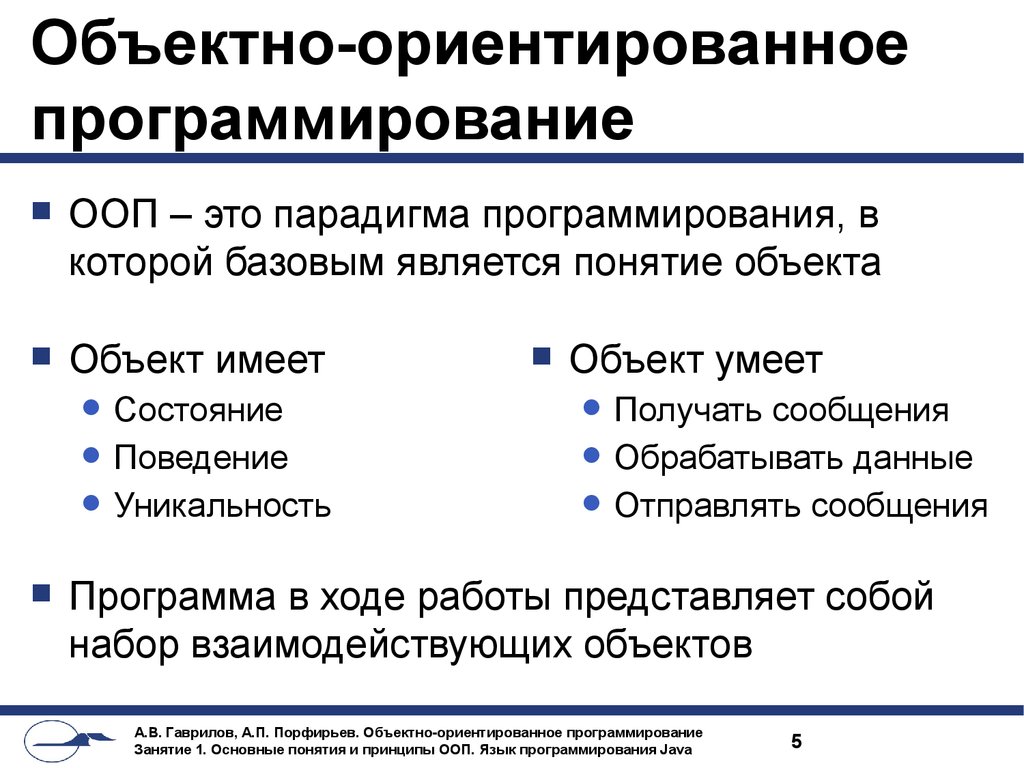 Объектно-ориентированное
программирование
ООП – это парадигма программирования, в
которой базовым является понятие объекта
Объект имеет
Состояние
Поведение
Уникальность
Объект умеет
Получать сообщения
Обрабатывать данные
Отправлять сообщения
Программа в ходе работы представляет собой
набор взаимодействующих объектов
А.В. Гаврилов, А.П. Порфирьев. Объектно-ориентированное программирование
Занятие 1. Основные понятия и принципы ООП. Язык программирования Java
5